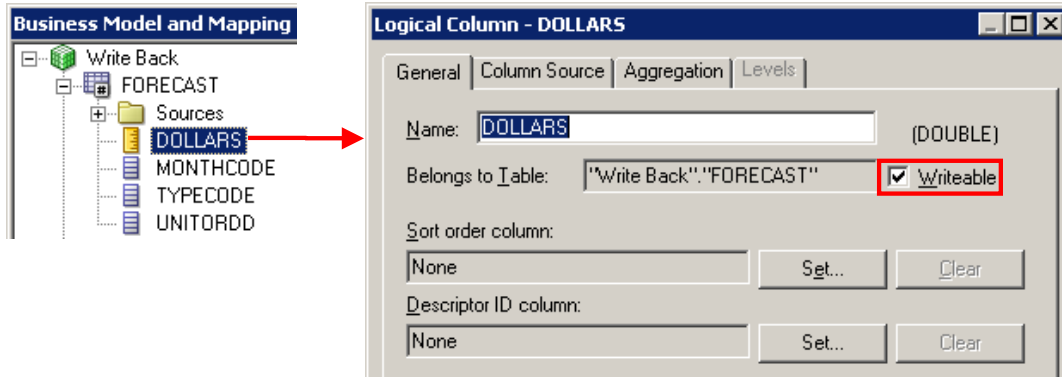 Business Model and Mapping
Write Back
FORECAST
Sources
DOLLARS
MONTHCODE
TYPECODE
UNITORDD
Logical Column - DOLLARS
General Column Source Aggregation Levels
Name: DOLLARS (DOUBLE)
Belongs to Table: "Write Back"."FORECAST" Writeable
Sort order column:
None Set... Clear
Descriptor ID column:
None Set... Clear